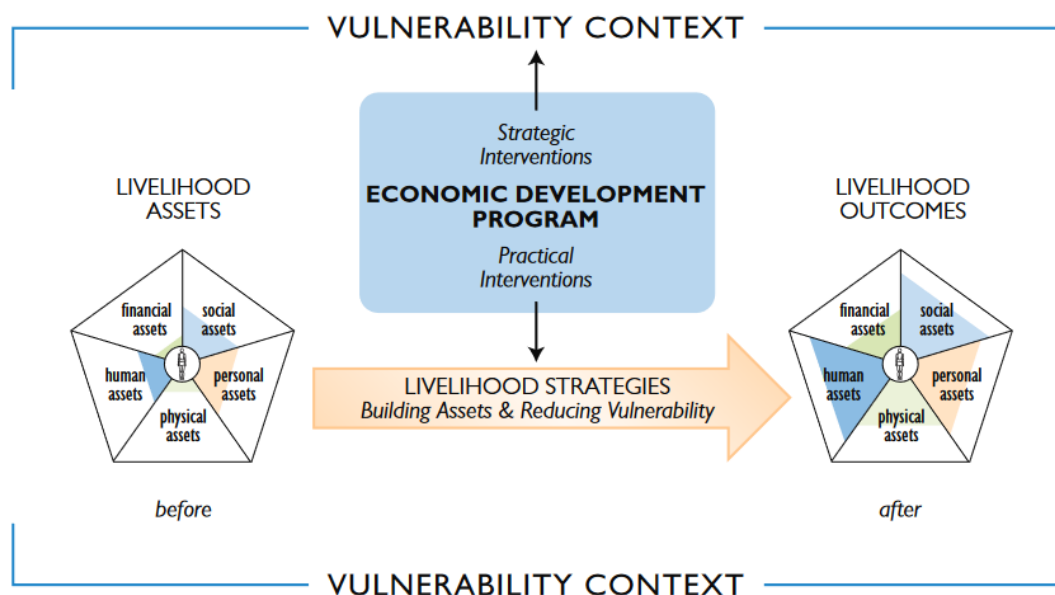 VULNERABILITY CONTEXT
Strategic
Interventions
ECONOMIC DEVELOPMENT
PROGRAM
Practical
Interventions
LIVELIHOOD
ASSETS
financial
assets
social
assets
human
assets
personal
assets
physical
assets
before
LIVELIHOOD STRATEGIES
Building Assets & Reducing Vulnerability
LIVELIHOOD
OUTCOMES
financial
assets
social
assets
human
assets
personal
assets
physical
assets
after
VULNERABILITY CONTEXT